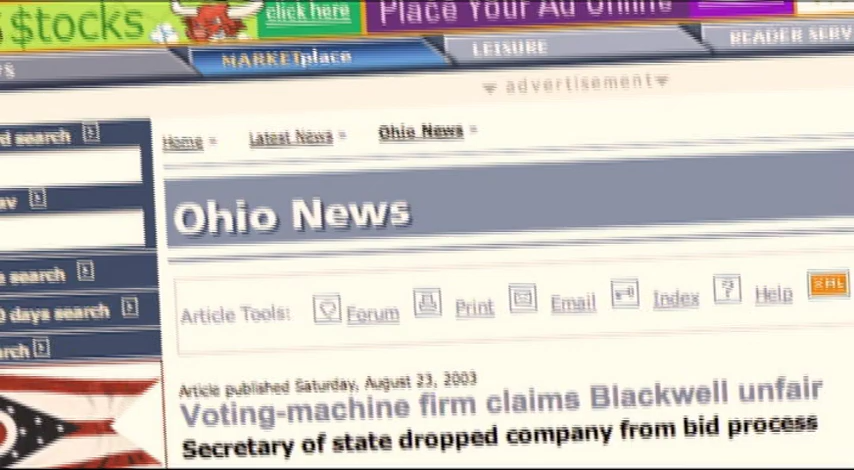 $tocks click here Place Your Ad Online
MARKETplace LEISURE READER SERV
advertisement
search
Home Latest News Ohio News
Ohio News
search
days search
Article Tools: Forum Print Email Index Help XML
Article published Saturday, August 23, 2003
Voting-machine firm claims Blackwell unfair
Secretary of state dropped company from bid process